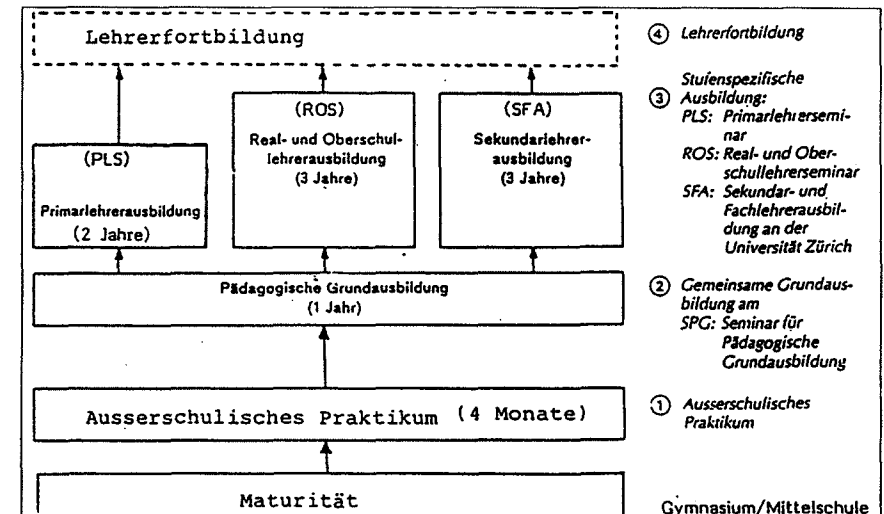 Lehrerfortbildung
④ Lehrerfortbildung
(PLS)
Primarlehrerausbildung
(2 Jahre)
(ROS)
Real- und Oberschul-
lehrerausbildung
(3 Jahre)
(SFA)
Sekundarlehrer-
ausbildung
(3 Jahre)
Stufenspezifische
③ Ausbildung:
PLS: Primarlehrersemi-
nar
ROS: Real- und Ober-
schullehrerseminar
SFA: Sekundar- und
Fachlehrerausbil-
dung an der
Universität Zürich
Pädagogische Grundausbildung
(1 Jahr)
② Gemeinsame Grundaus-
bildung am
SPG: Seminar für
Pädagogische
Grundausbildung
Ausserschulisches Praktikum (4 Monate)
① Ausserschulisches
Praktikum
Maturität
Gymnasium/Mittelschule